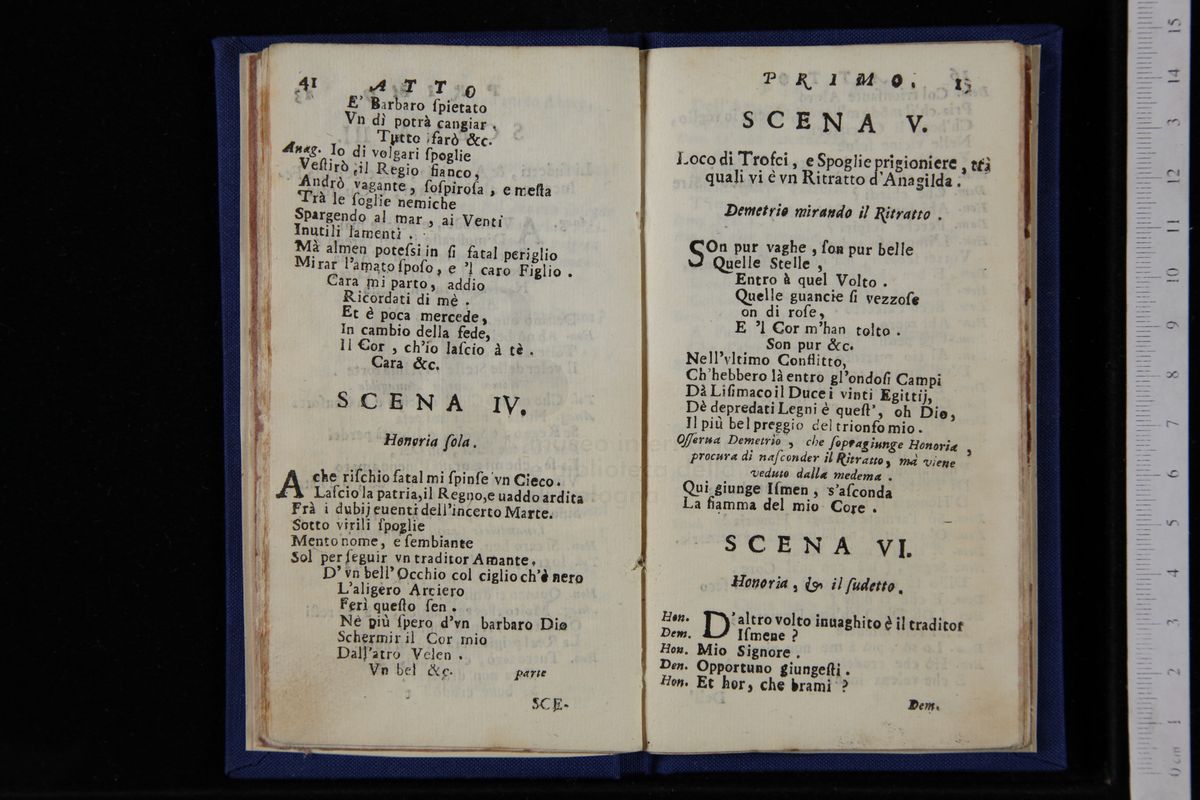 41 ATTO
E' Barbaro ſpietato
Vn dì potrà cangiar.
Tutto farò &c.
Anag. Io di volgari ſpoglie
Veſtirò, il Regio fianco,
Andrò vagante, ſoſpiroſa, e meſta
Trà le ſoglie nemiche
Spargendo al mar, ai Venti
Inutili lamenti.
Mà almen poteſsi in ſi fatal periglio
Mirar l'amato ſpoſo, e 'l caro Figlio.
Cara mi parto, addio
Ricordati di mè.
Et è poca mercede,
In cambio della fede,
Il Cor, ch'io laſcio à tè.
Cara &c.
SCENA IV.
Honoria ſola.
A che riſchio fatal mi ſpinſe vn Cieco.
Laſcio la patria, il Regno, e uaddo ardita
Frà i dubij euenti dell'incerto Marte.
Sotto virili ſpoglie
Mento nome, e ſembiante
Sol per ſeguir vn traditor Amante.
D'vn bell'Occhio col ciglio ch'è nero
L'aligero Arciero
Ferì queſto ſen.
Nè più ſpero d'vn barbaro Dio
Schermir il Cor mio
Dall'atro Velen.
Vn bel &c. parte
SCE-
PRIMO. 15
SCENA V.
Loco di Trofei, e Spoglie prigioniere, trà
quali vi è vn Ritratto d'Anagilda.
Demetrio mirando il Ritratto.
SOn pur vaghe, ſon pur belle
Quelle Stelle,
Entro à quel Volto.
Quelle guancie ſi vezzoſe
on di roſe,
E 'l Cor m'han tolto.
Son pur &c.
Nell'vltimo Conflitto,
Ch'hebbero là entro gl'ondoſi Campi
Dà Liſimaco il Duce i vinti Egittij,
Dè depredati Legni è queſt', oh Dio,
Il più bel preggio del trionfo mio.
Oſſerua Demetrio, che ſopragiunge Honoria,
procura di naſconder il Ritratto, mà viene
veduto dalla medema.
Qui giunge Iſmen, s'aſconda
La fiamma del mio Core.
SCENA VI.
Honoria, & il ſudetto.
Hon. D'altro volto inuaghito è il traditor
Dem. Iſmene?
Hon. Mio Signore.
Den. Opportuno giungeſti.
Hon. Et hor, che brami?
Dem.